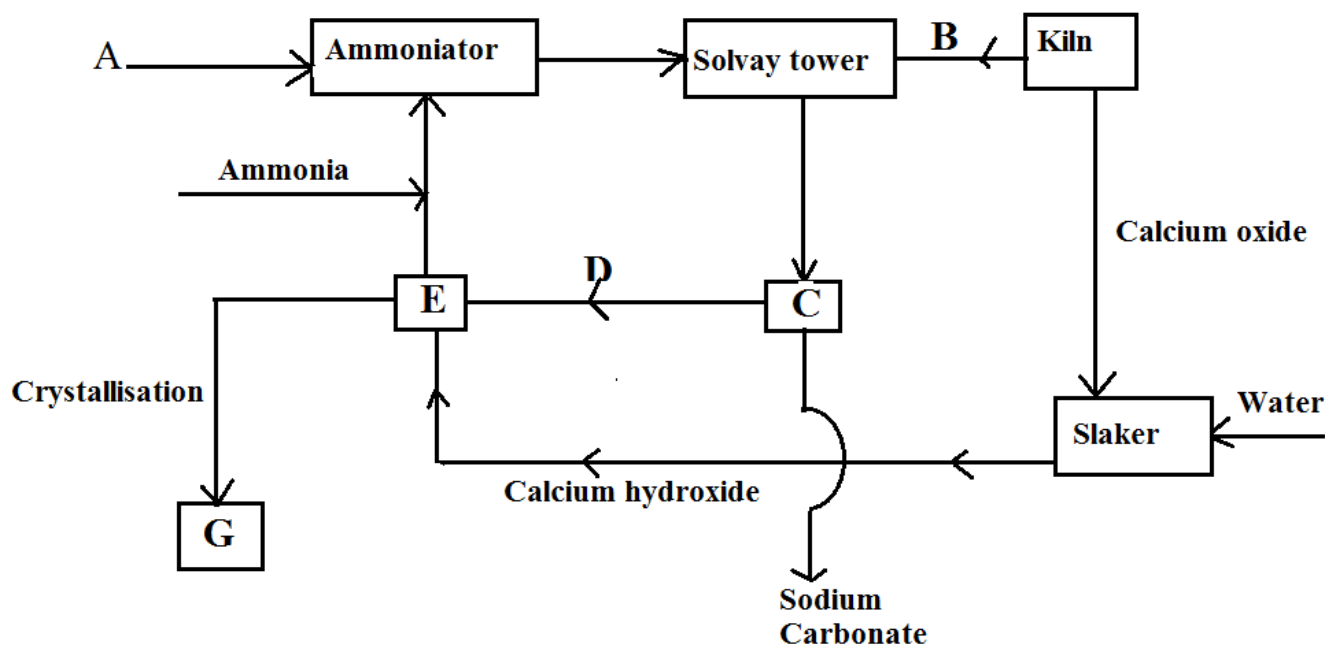 A
Ammoniator
Solvay tower
B
Kiln
Ammonia
Calcium oxide
E
D
C
Crystallisation
Water
Slaker
Calcium hydroxide
G
Sodium
Carbonate